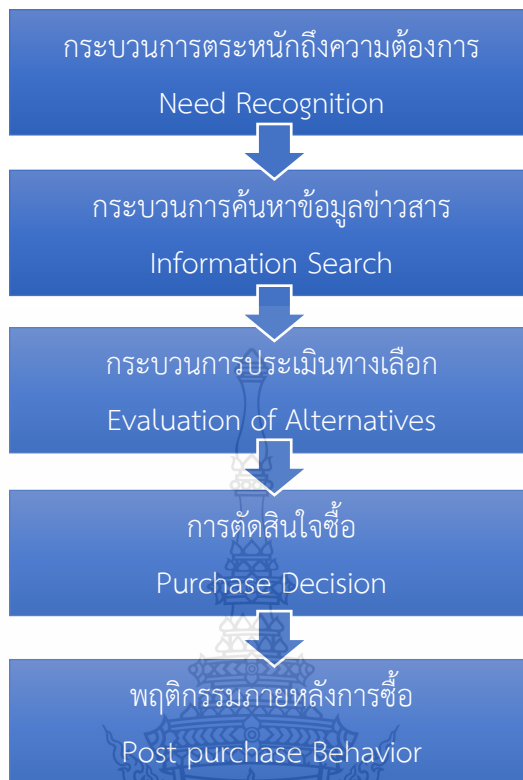 กระบวนการตระหนักถึงความต้องการ
Need Recognition
กระบวนการค้นหาข้อมูลข่าวสาร
Information Search
กระบวนการประเมินทางเลือก
Evaluation of Alternatives
การตัดสินใจซื้อ
Purchase Decision
พฤติกรรมภายหลังการซื้อ
Post purchase Behavior